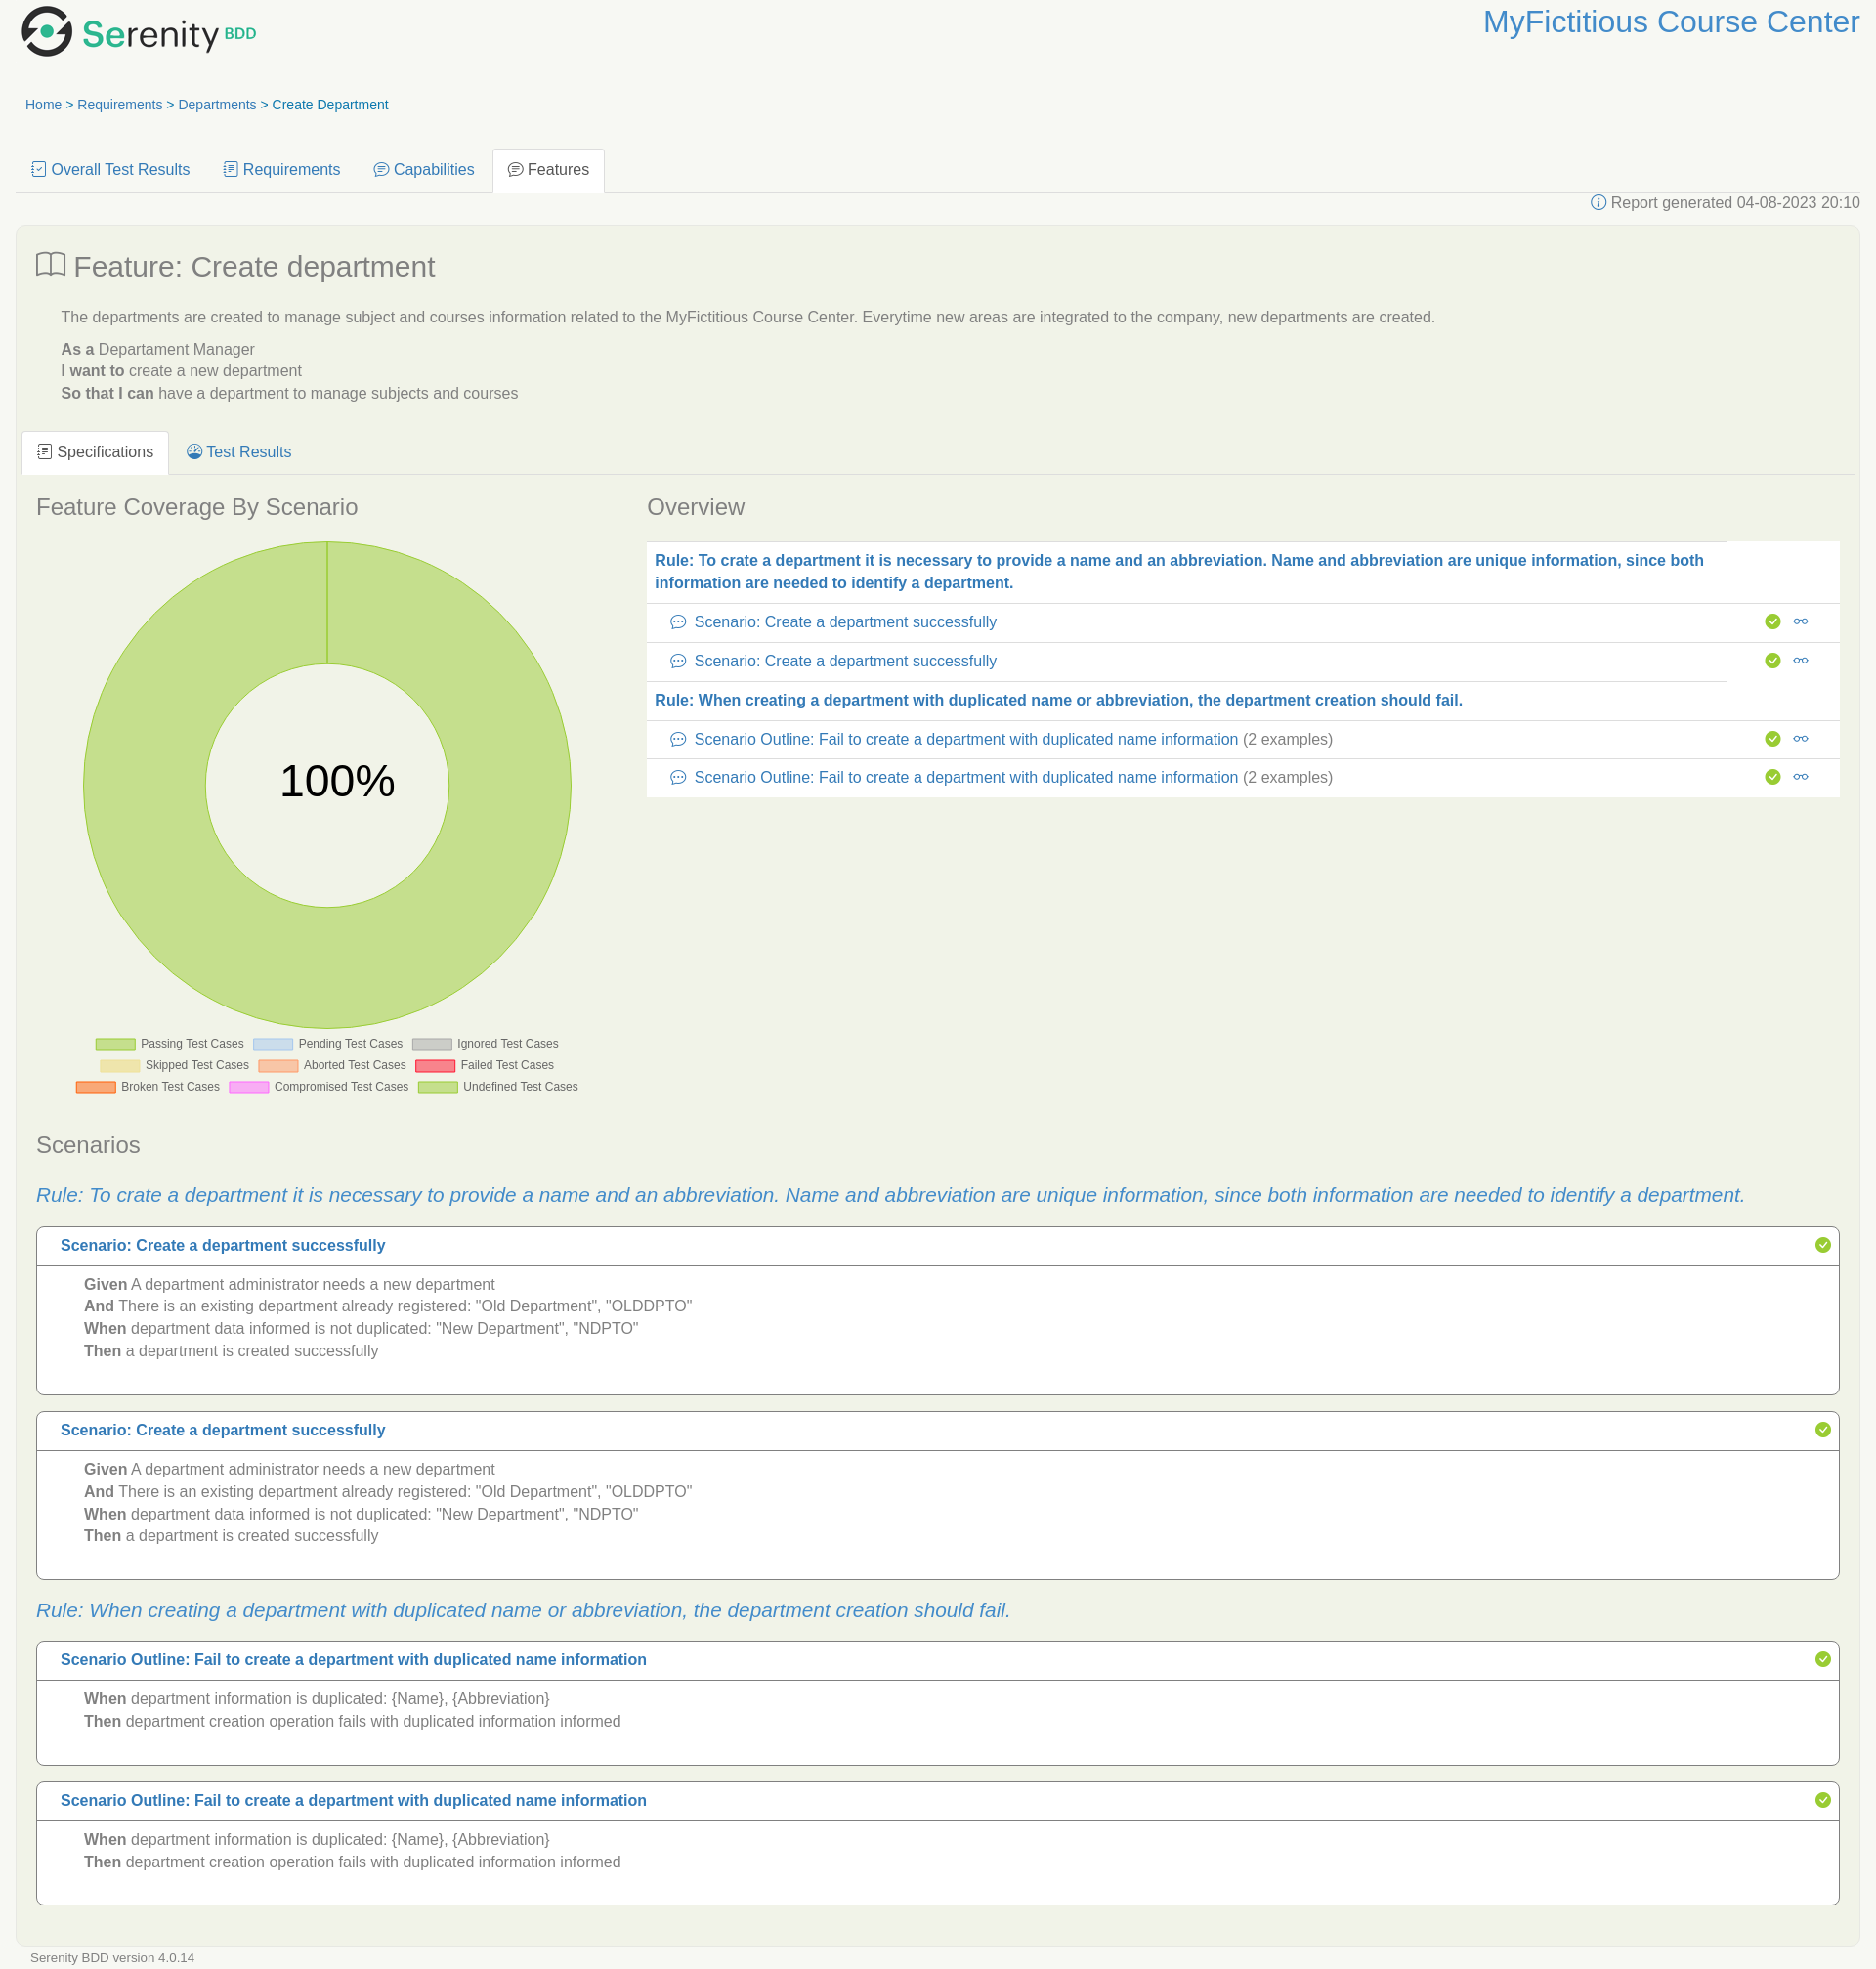 Serenity BDD
MyFictitious Course Center
Home > Requirements > Departments > Create Department
Overall Test Results Requirements Capabilities Features
Report generated 04-08-2023 20:10
Feature: Create department
The departments are created to manage subject and courses information related to the MyFictitious Course Center. Everytime new areas are integrated to the company, new departments are created.
As a Departament Manager
I want to create a new department
So that I can have a department to manage subjects and courses
Specifications Test Results
Feature Coverage By Scenario
100%
Passing Test Cases Pending Test Cases Ignored Test Cases
Skipped Test Cases Aborted Test Cases Failed Test Cases
Broken Test Cases Compromised Test Cases Undefined Test Cases
Overview
Rule: To crate a department it is necessary to provide a name and an abbreviation. Name and abbreviation are unique information, since both
information are needed to identify a department.
Scenario: Create a department successfully
Scenario: Create a department successfully
Rule: When creating a department with duplicated name or abbreviation, the department creation should fail.
Scenario Outline: Fail to create a department with duplicated name information (2 examples)
Scenario Outline: Fail to create a department with duplicated name information (2 examples)
Scenarios
Rule: To crate a department it is necessary to provide a name and an abbreviation. Name and abbreviation are unique information, since both information are needed to identify a department.
Scenario: Create a department successfully
Given A department administrator needs a new department
And There is an existing department already registered: "Old Department", "OLDDPTO"
When department data informed is not duplicated: "New Department", "NDPTO"
Then a department is created successfully
Scenario: Create a department successfully
Given A department administrator needs a new department
And There is an existing department already registered: "Old Department", "OLDDPTO"
When department data informed is not duplicated: "New Department", "NDPTO"
Then a department is created successfully
Rule: When creating a department with duplicated name or abbreviation, the department creation should fail.
Scenario Outline: Fail to create a department with duplicated name information
When department information is duplicated: {Name}, {Abbreviation}
Then department creation operation fails with duplicated information informed
Scenario Outline: Fail to create a department with duplicated name information
When department information is duplicated: {Name}, {Abbreviation}
Then department creation operation fails with duplicated information informed
Serenity BDD version 4.0.14